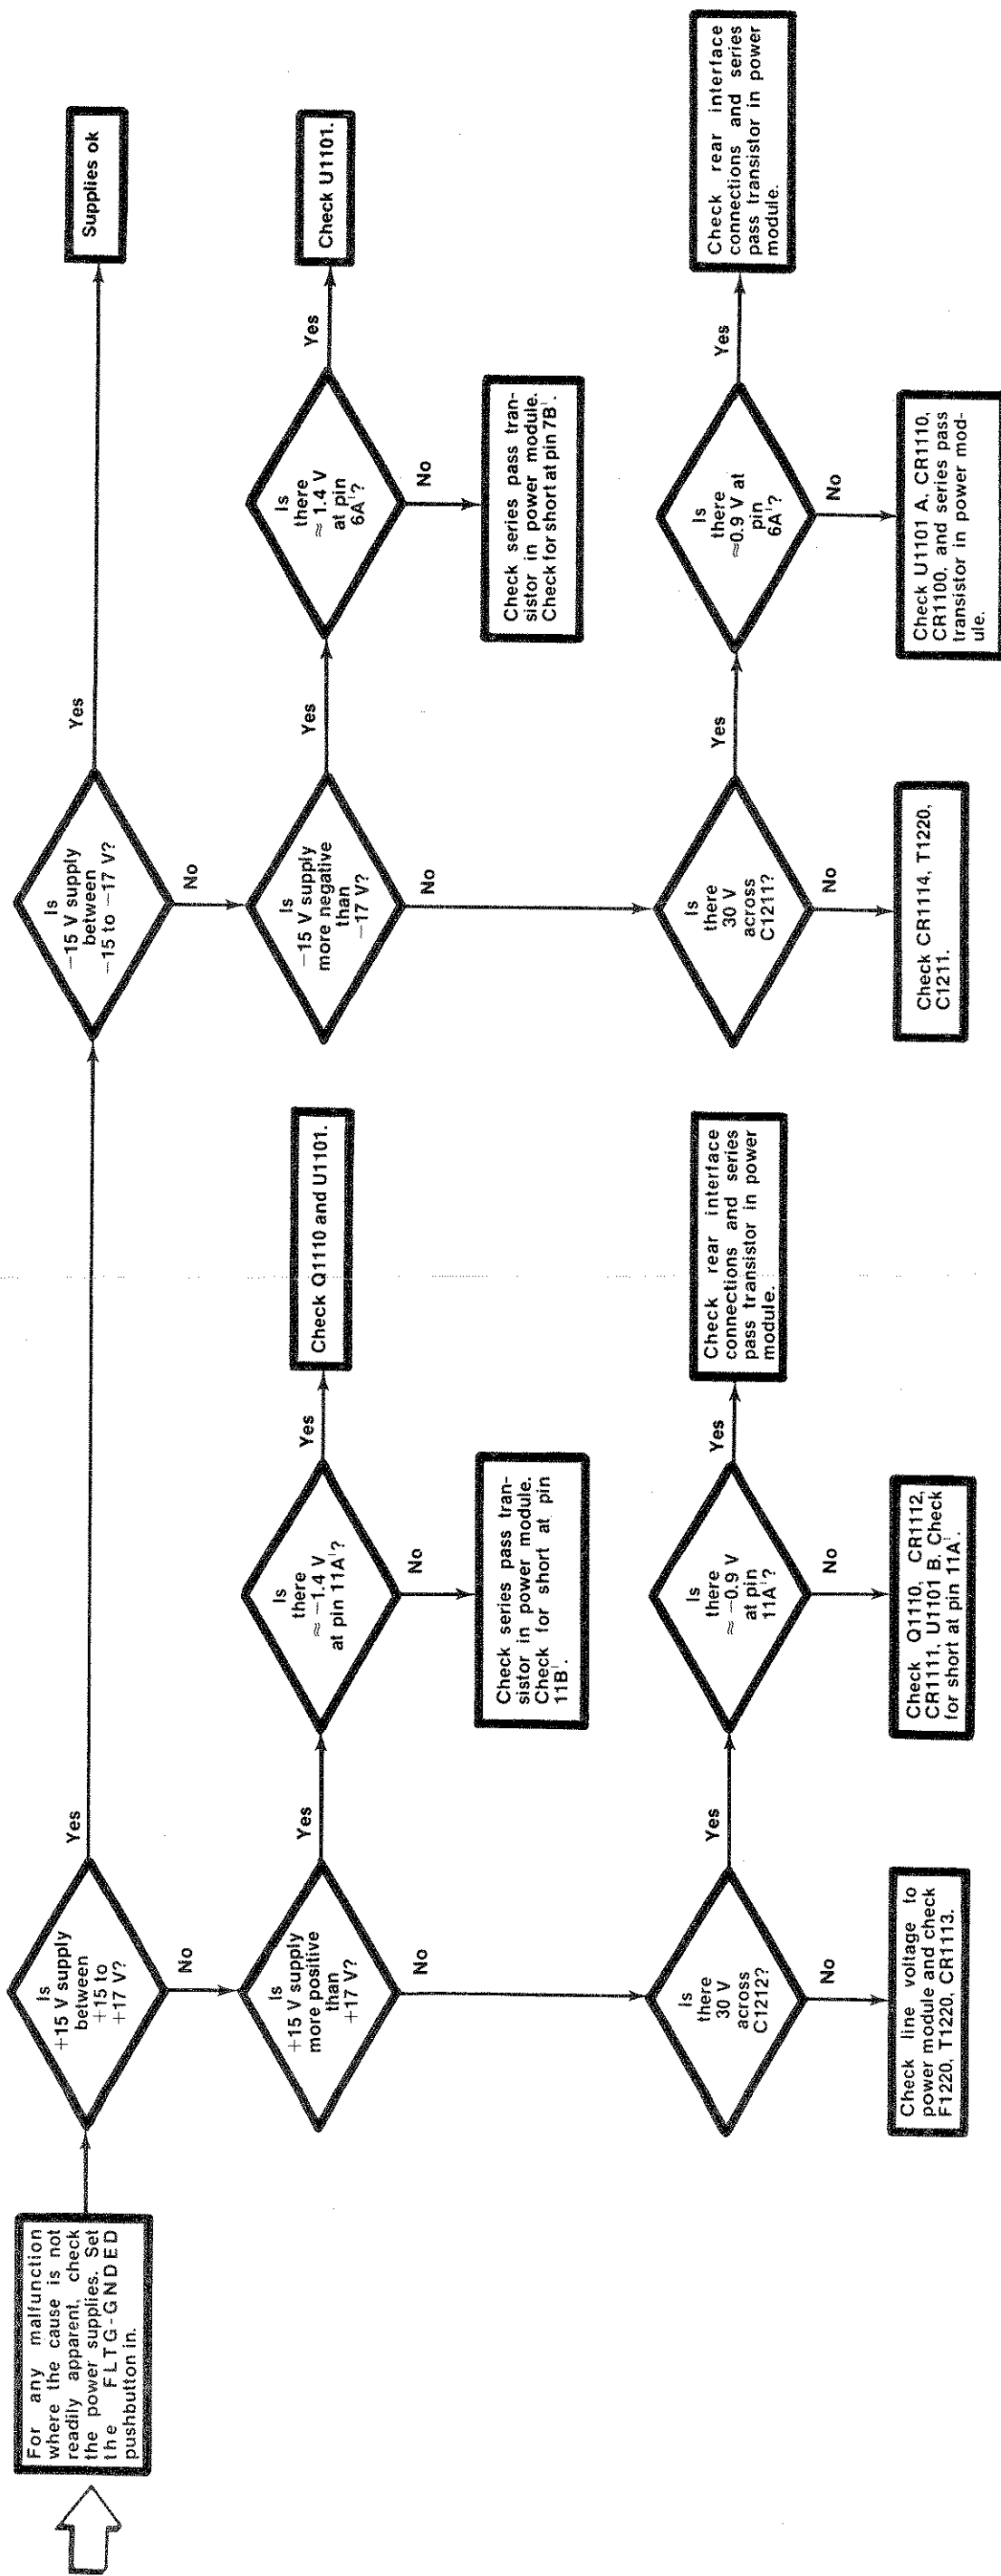 For any malfunction
where the cause is not
readily apparent, check
the power supplies. Set
the FLTG-GNDED
pushbutton in.
Is
+15 V supply
between
+15 to
+17 V?
Yes
No
Is
+15 V supply
more positive
than
+17 V?
Yes
No
Is
there
≈ −1.4 V
at pin 11A¹?
Yes
No
Check Q1110 and U1101.
Check series pass tran-
sistor in power module.
Check for short at pin
11B¹.
Is
there
30 V
across
C1212?
Yes
No
Check line voltage to
power module and check
F1220, T1220, CR1113.
Is
there
≈ −0.9 V
at pin
11A¹?
Yes
No
Check rear interface
connections and series
pass transistor in power
module.
Check Q1110, CR1112,
CR1111, U1101 B. Check
for short at pin 11A¹.
Is
−15 V supply
between
−15 to −17 V?
Yes
No
Supplies ok
Is
−15 V supply
more negative
than
−17 V?
Yes
No
Is
there
≈ 1.4 V
at pin
6A¹?
Yes
No
Check U1101.
Check series pass tran-
sistor in power module.
Check for short at pin 7B¹.
Is
there
30 V
across
C1211?
Yes
No
Check CR1114, T1220,
C1211.
Is
there
≈0.9 V at
pin
6A¹?
Yes
No
Check rear interface
connections and series
pass transistor in power
module.
Check U1101 A, CR1110,
CR1100, and series pass
transistor in power mod-
ule.